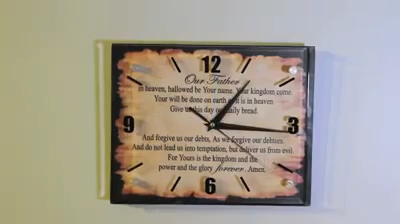 12
Our Father
in heaven, hallowed be Your name. Your kingdom come.
Your will be done on earth as it is in heaven
Give us this day our daily bread.
9
3
And forgive us our debts, As we forgive our debtors.
And do not lead us into temptation, but deliver us from evil.
For Yours is the kingdom and the
power and the glory forever. Amen.
6